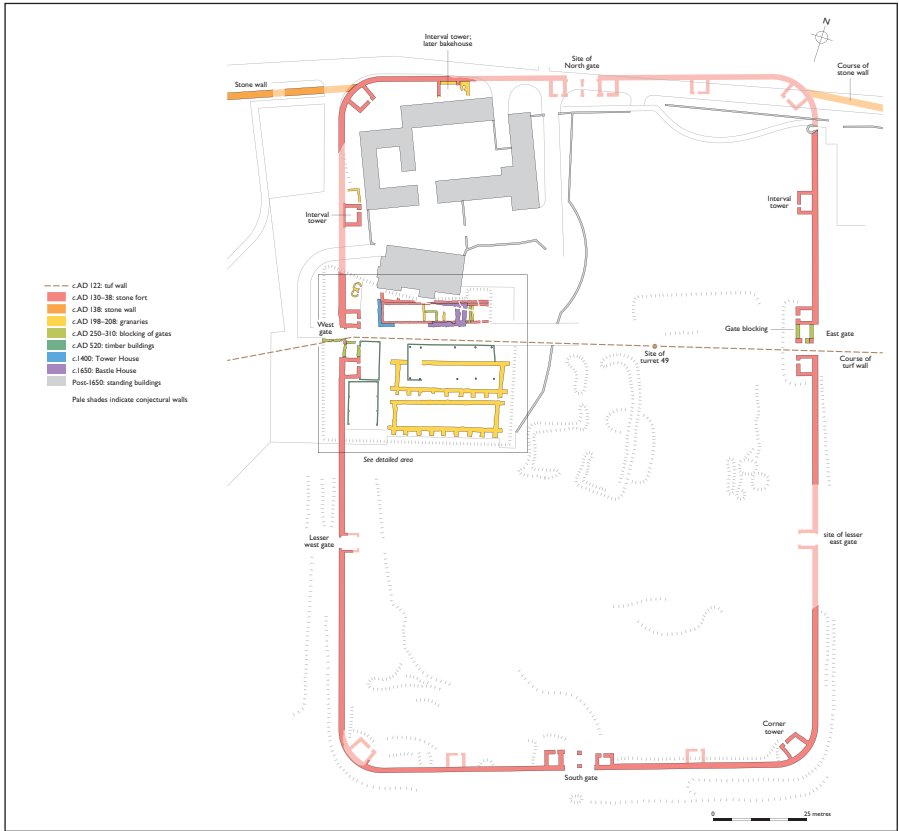 N
Interval tower;
later bakehouse
Site of
North gate
Course of
stone wall
Stone wall
Interval
tower
Interval
tower
c.AD 122: tuf wall
c.AD 130–38: stone fort
c.AD 138: stone wall
c.AD 198–208: granaries
c.AD 250–310: blocking of gates
c.AD 520: timber buildings
c.1400: Tower House
c.1650: Bastle House
Post-1650: standing buildings
Pale shades indicate conjectural walls
West
gate
Gate blocking
East gate
Site of
turret 49
Course of
turf wall
See detailed area
Lesser
west gate
site of lesser
east gate
Corner
tower
South gate
0
25 metres